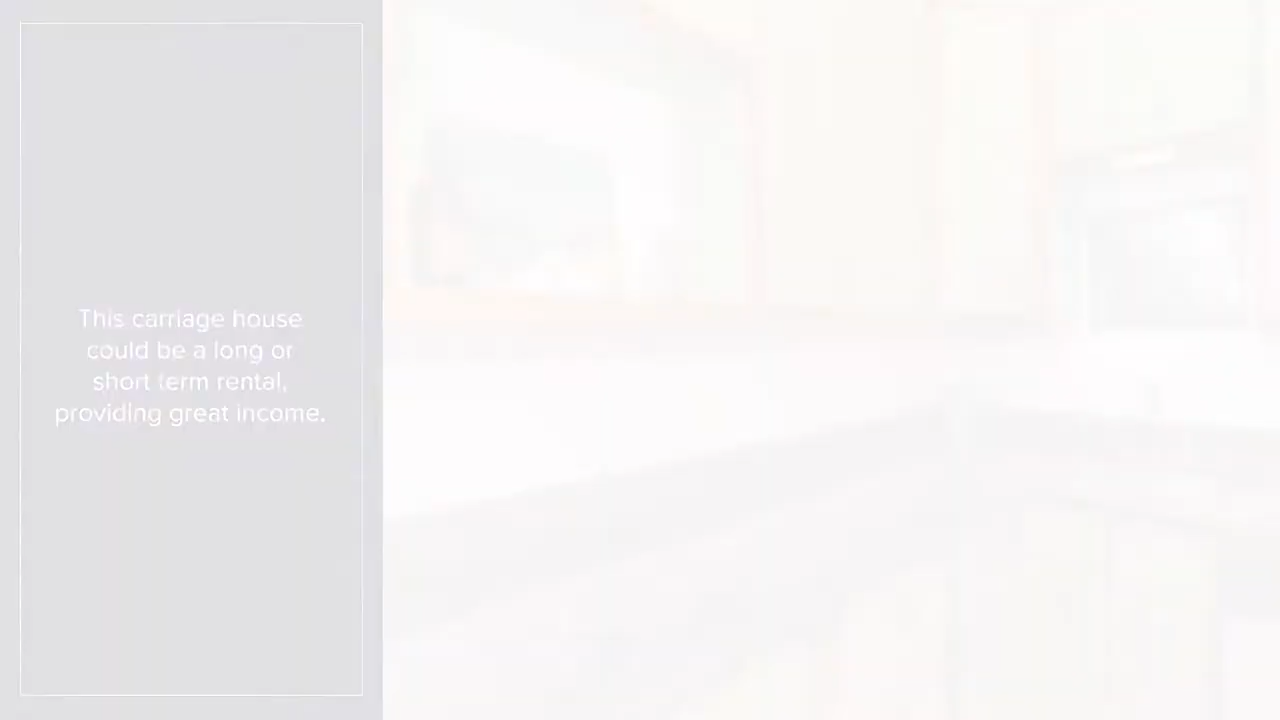 This carriage house
could be a long or
short term rental,
providing great income.